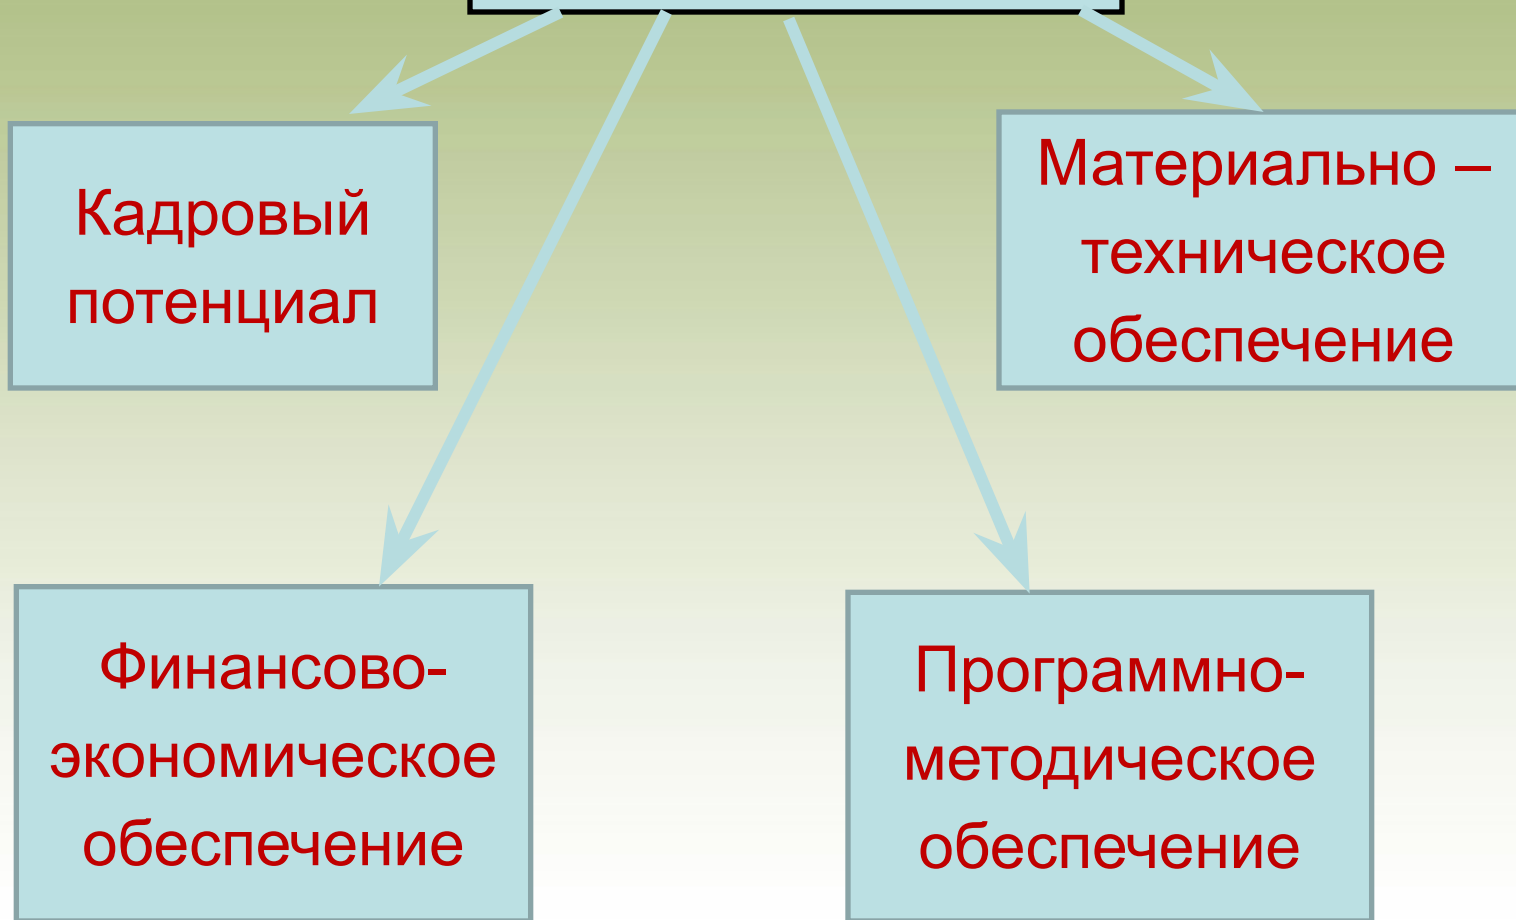 Кадровый
потенциал
Материально –
техническое
обеспечение
Финансово-
экономическое
обеспечение
Программно-
методическое
обеспечение